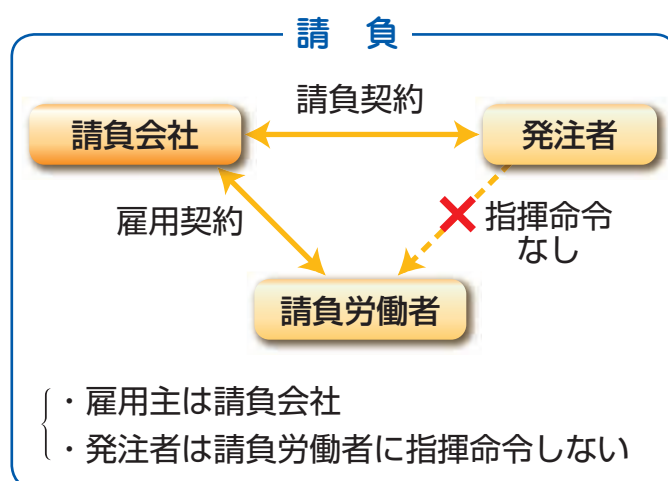 請 負
請負契約
請負会社
発注者
雇用契約
指揮命令
なし
請負労働者
・雇用主は請負会社
・発注者は請負労働者に指揮命令しない